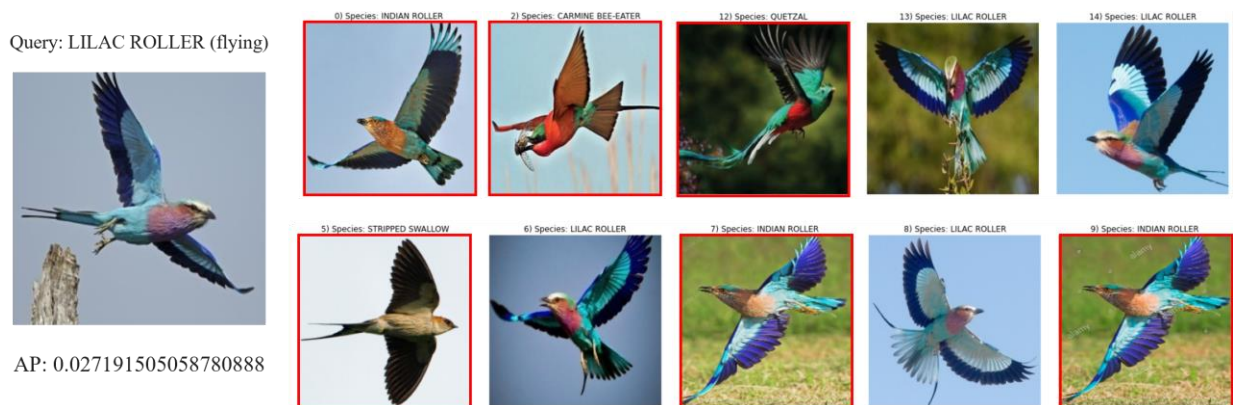 Query: LILAC ROLLER (flying)
AP: 0.027191505058780888
0) Species: INDIAN ROLLER
2) Species: CARMINE BEE-EATER
12) Species: QUETZAL
13) Species: LILAC ROLLER
14) Species: LILAC ROLLER
5) Species: STRIPPED SWALLOW
6) Species: LILAC ROLLER
7) Species: INDIAN ROLLER
8) Species: LILAC ROLLER
9) Species: INDIAN ROLLER
alamy
alamy